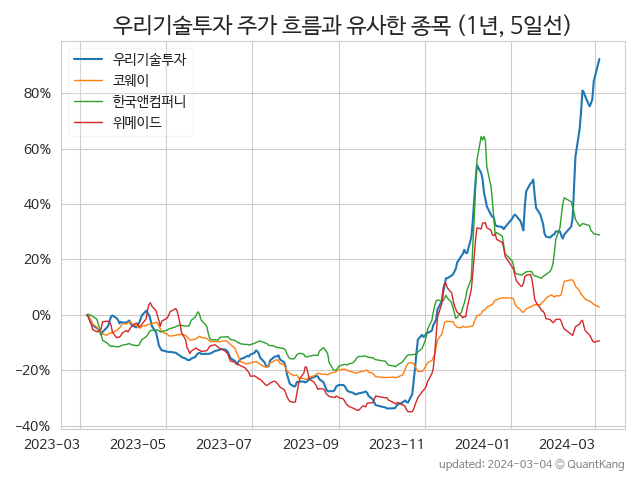 우리기술투자 주가 흐름과 유사한 종목 (1년, 5일선)
우리기술투자
코웨이
한국앤컴퍼니
위메이드
80%
60%
40%
20%
0%
−20%
−40%
2023-03 2023-05 2023-07 2023-09 2023-11 2024-01 2024-03
updated: 2024-03-04 © QuantKang